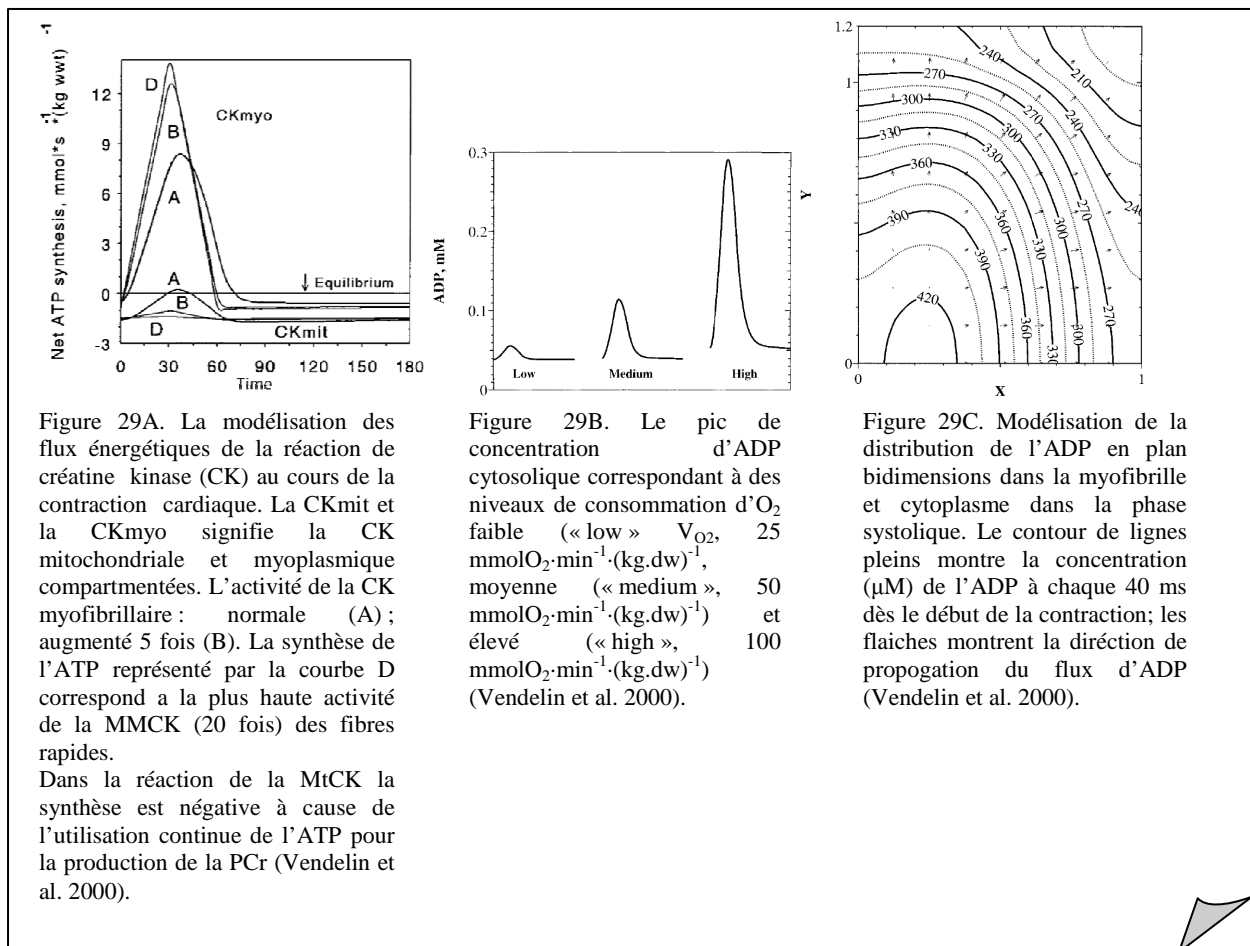 Net ATP synthesis, mmol*s⁻¹*(kg wwt)⁻¹
12
9
6
3
0
-3
D
B
A
CKmyo
A
B
D
Equilibrium
CKmit
0 30 60 90 120 150 180
Time
ADP, mM
0.3
0.2
0.1
0
Low Medium High
Y
1.2
1
0
240
210
270
240
300
270
330
300
240
360
330
270
390
360
300
390
330
270
420
360
330
300
0 X 1
Figure 29A. La modélisation des
flux énergétiques de la réaction de
créatine kinase (CK) au cours de la
contraction cardiaque. La CKmit et
la CKmyo signifie la CK
mitochondriale et myoplasmique
compartmentées. L’activité de la CK
myofibrillaire : normale (A) ;
augmenté 5 fois (B). La synthèse de
l’ATP représenté par la courbe D
correspond a la plus haute activité
de la MMCK (20 fois) des fibres
rapides.
Dans la réaction de la MtCK la
synthèse est négative à cause de
l’utilisation continue de l’ATP pour
la production de la PCr (Vendelin et
al. 2000).
Figure 29B. Le pic de
concentration d’ADP
cytosolique correspondant à des
niveaux de consommation d’O₂
faible (« low » V_O2, 25
mmolO₂·min⁻¹·(kg.dw)⁻¹,
moyenne (« medium », 50
mmolO₂·min⁻¹·(kg.dw)⁻¹) et
élevé (« high », 100
mmolO₂·min⁻¹·(kg.dw)⁻¹)
(Vendelin et al. 2000).
Figure 29C. Modélisation de la
distribution de l’ADP en plan
bidimensions dans la myofibrille
et cytoplasme dans la phase
systolique. Le contour de lignes
pleins montre la concentration
(µM) de l’ADP à chaque 40 ms
dès le début de la contraction; les
flaiches montrent la diréction de
propogation du flux d’ADP
(Vendelin et al. 2000).